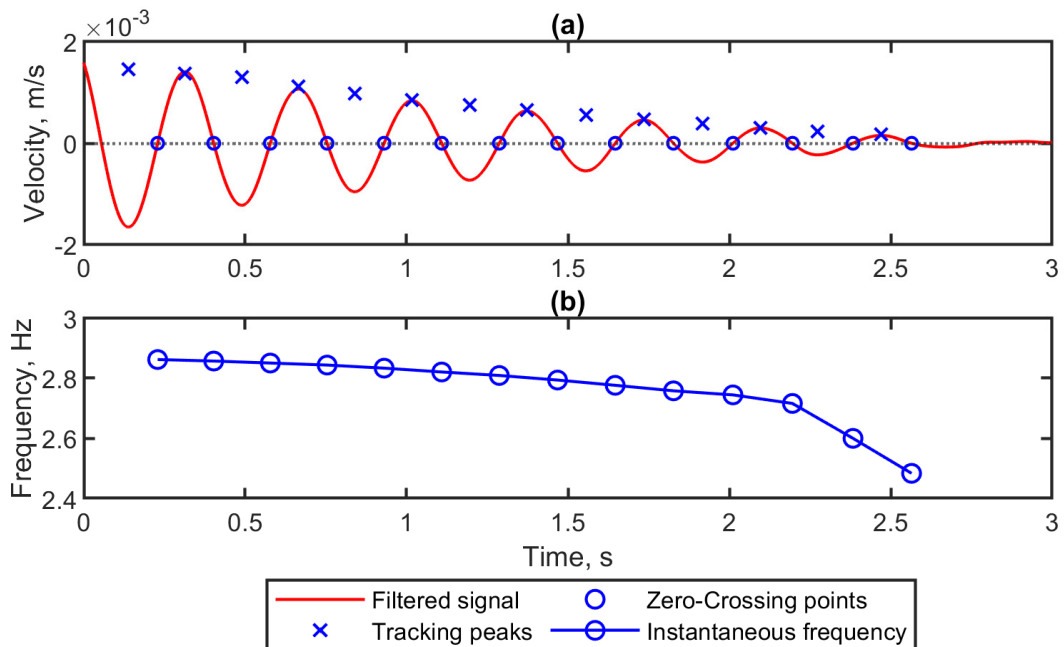 (a)
×10⁻³
2
0
-2
Velocity, m/s
0 0.5 1 1.5 2 2.5 3
(b)
3
2.8
2.6
2.4
Frequency, Hz
0 0.5 1 1.5 2 2.5 3
Time, s
Filtered signal Zero-Crossing points
Tracking peaks Instantaneous frequency